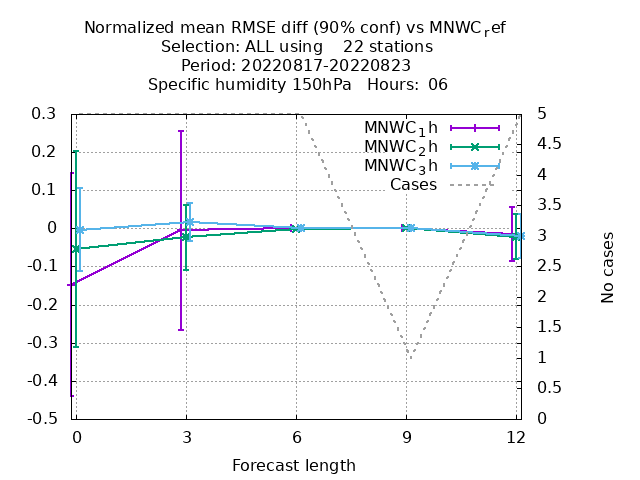 Normalized mean RMSE diff (90% conf) vs MNWC_ref
Selection: ALL using    22 stations
Period: 20220817-20220823
Specific humidity 150hPa   Hours:  06
0.3
0.2
0.1
0
-0.1
-0.2
-0.3
-0.4
-0.5
MNWC_1h
MNWC_2h
MNWC_3h
Cases
5
4.5
4
3.5
3
2.5
2
1.5
1
0.5
0
No cases
0 3 6 9 12
Forecast length